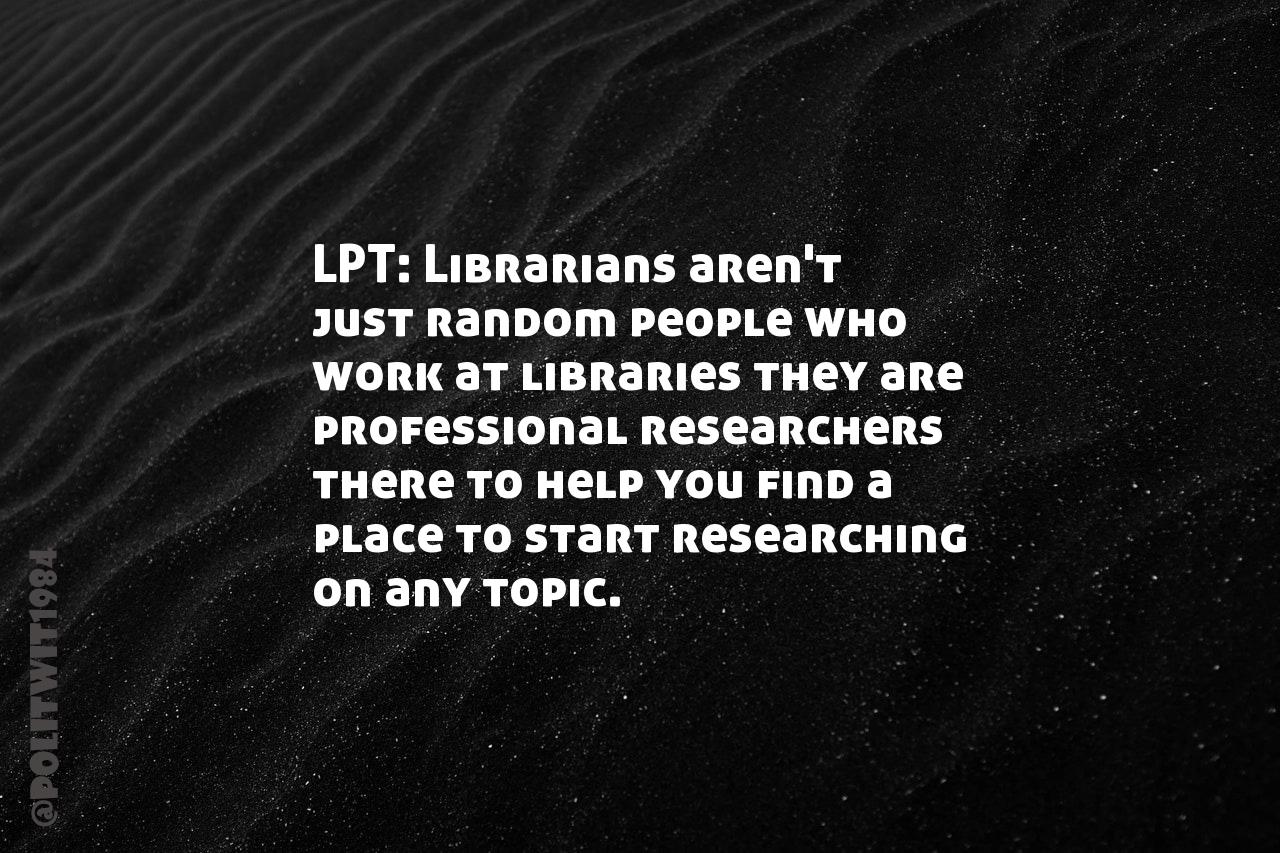 LPT: Librarians aren't
just random people who
work at libraries they are
professional researchers
there to help you find a
place to start researching
on any topic.
@POLITWIT1984